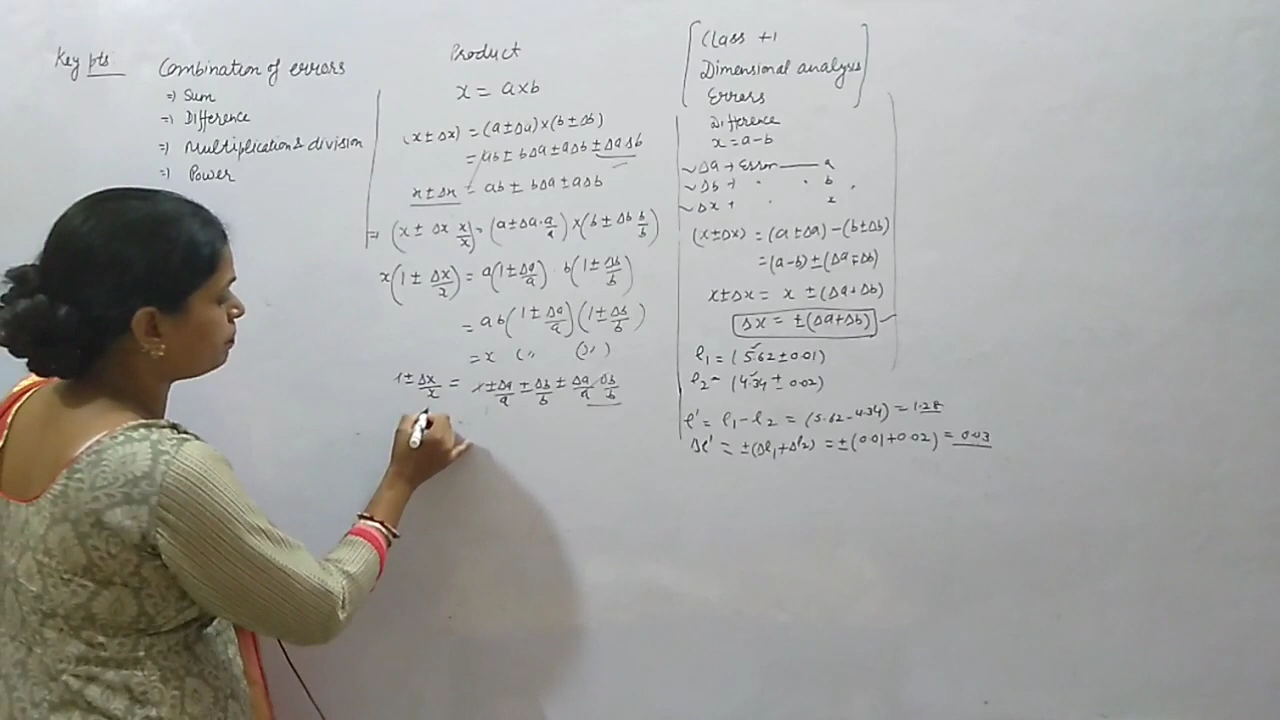 Key pts
Combination of errors
=) Sum
=) Difference
=) Multiplication & division
=) Power
Product
x = a×b
(x ± Δx) = (a ± Δa) × (b ± Δb)
= ab ± bΔa ± aΔb ± ΔaΔb
x ± Δx = ab ± bΔa ± aΔb
=) (x ± Δx x/x) = (a ± Δa · a/a) × (b ± Δb b/b)
x(1 ± Δx/x) = a(1 ± Δa/a) · b(1 ± Δb/b)
= ab(1 ± Δa/a)(1 ± Δb/b)
= x ( " ) ( " )
1 ± Δx/x = 1 ± Δa/a ± Δb/b ± Δa/a Δb/b
Class +1
Dimensional analysis
Errors
Difference
x = a-b
Δa → Error — a
Δb → " " b
Δx → " x
(x ± Δx) = (a ± Δa) - (b ± Δb)
= (a-b) ± (Δa ∓ Δb)
x ± Δx = x ± (Δa + Δb)
Δx = ±(Δa + Δb)
ℓ1 = (5.62 ± 0.01)
ℓ2 = (4.34 ± 0.02)
ℓ' = ℓ1 - ℓ2 = (5.62 - 4.34) = 1.28
Δℓ' = ±(Δℓ1 + Δℓ2) = ±(0.01 + 0.02) = 0.03